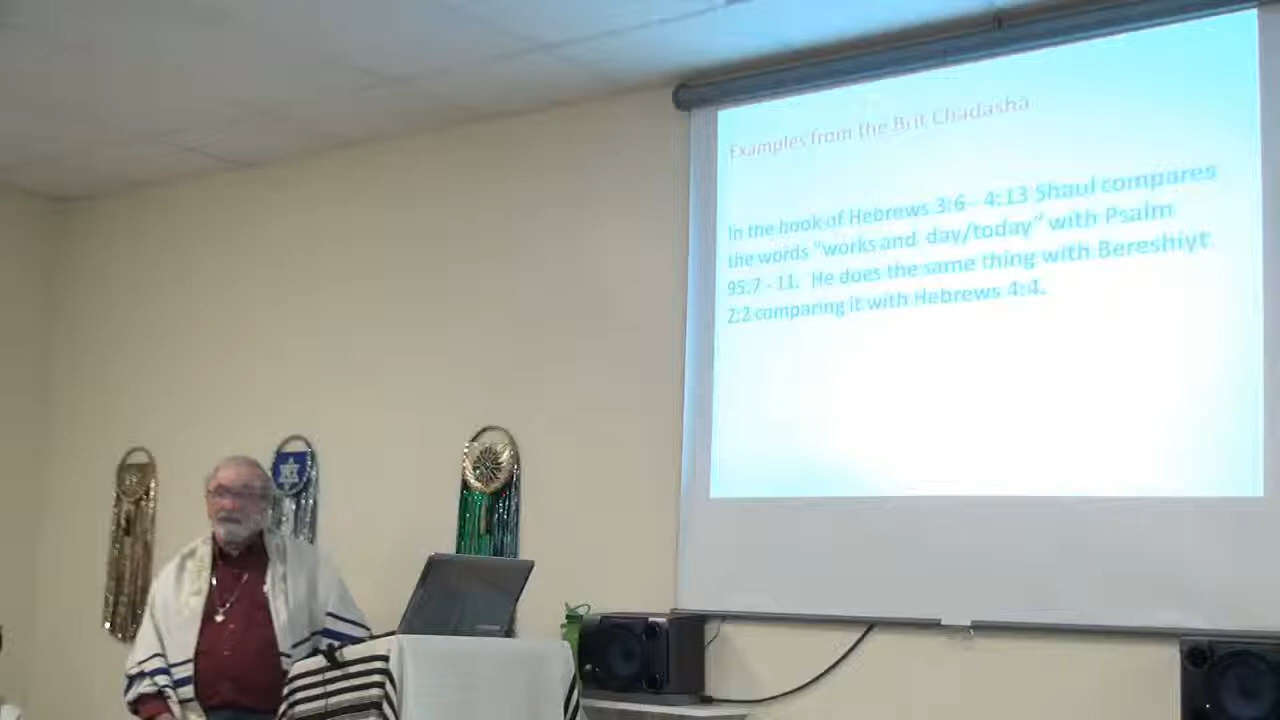 Examples from the Brit Chadasha
In the book of Hebrews 3:6 - 4:13 Shaul compares
the words "works and day/today" with Psalm
95:7 - 11. He does the same thing with Bereshiyt
2:2 comparing it with Hebrews 4:4.